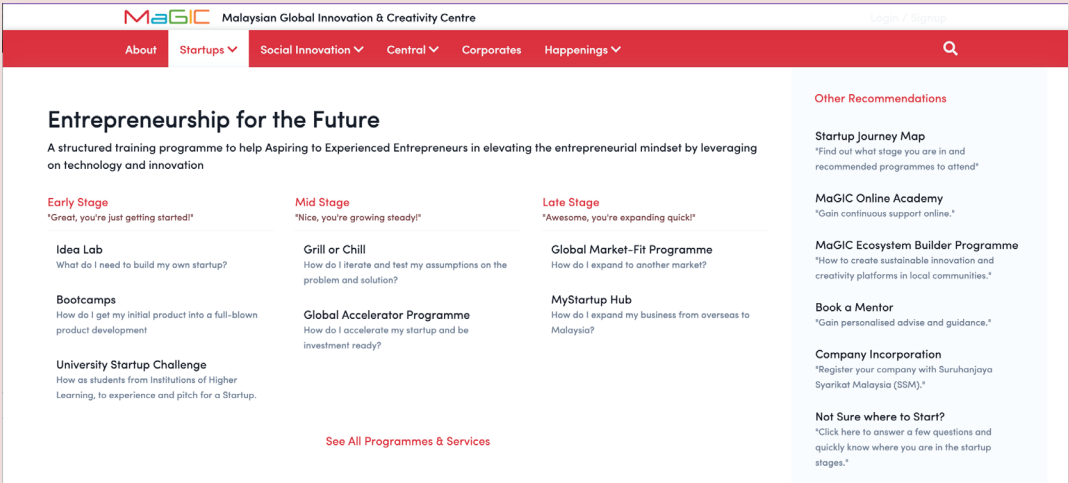 MaGIC Malaysian Global Innovation & Creativity Centre
Login / Signup
About Startups Social Innovation Central Corporates Happenings
Entrepreneurship for the Future
A structured training programme to help Aspiring to Experienced Entrepreneurs in elevating the entrepreneurial mindset by leveraging
on technology and innovation
Early Stage
"Great, you're just getting started!"
Idea Lab
What do I need to build my own startup?
Bootcamps
How do I get my initial product into a full-blown
product development
University Startup Challenge
How as students from Institutions of Higher
Learning, to experience and pitch for a Startup.
Mid Stage
"Nice, you're growing steady!"
Grill or Chill
How do I iterate and test my assumptions on the
problem and solution?
Global Accelerator Programme
How do I accelerate my startup and be
investment ready?
Late Stage
"Awesome, you're expanding quick!"
Global Market-Fit Programme
How do I expand to another market?
MyStartup Hub
How do I expand my business from overseas to
Malaysia?
See All Programmes & Services
Other Recommendations
Startup Journey Map
"Find out what stage you are in and
recommended programmes to attend"
MaGIC Online Academy
"Gain continuous support online."
MaGIC Ecosystem Builder Programme
"How to create sustainable innovation and
creativity platforms in local communities."
Book a Mentor
"Gain personalised advise and guidance."
Company Incorporation
"Register your company with Suruhanjaya
Syarikat Malaysia (SSM)."
Not Sure where to Start?
"Click here to answer a few questions and
quickly know where you are in the startup
stages."